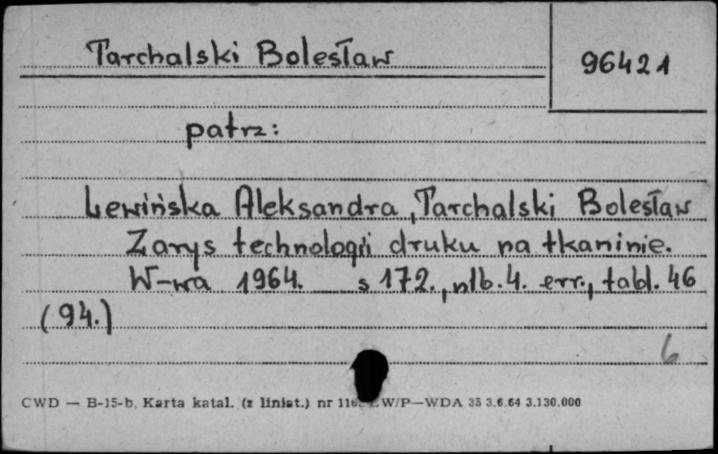 Tarchalski Bolesław
96421
patrz:
Lewińska Aleksandra, Tarchalski Bolesław
Zarys technologii druku na tkaninie.
W-wa 1964. s 172., nlb. 4. err., tabl. 46
(94.)
6
CWD — B-15-b, Karta katal. (z liniat.) nr W/P—WDA 35 3.6.64 3.130.000